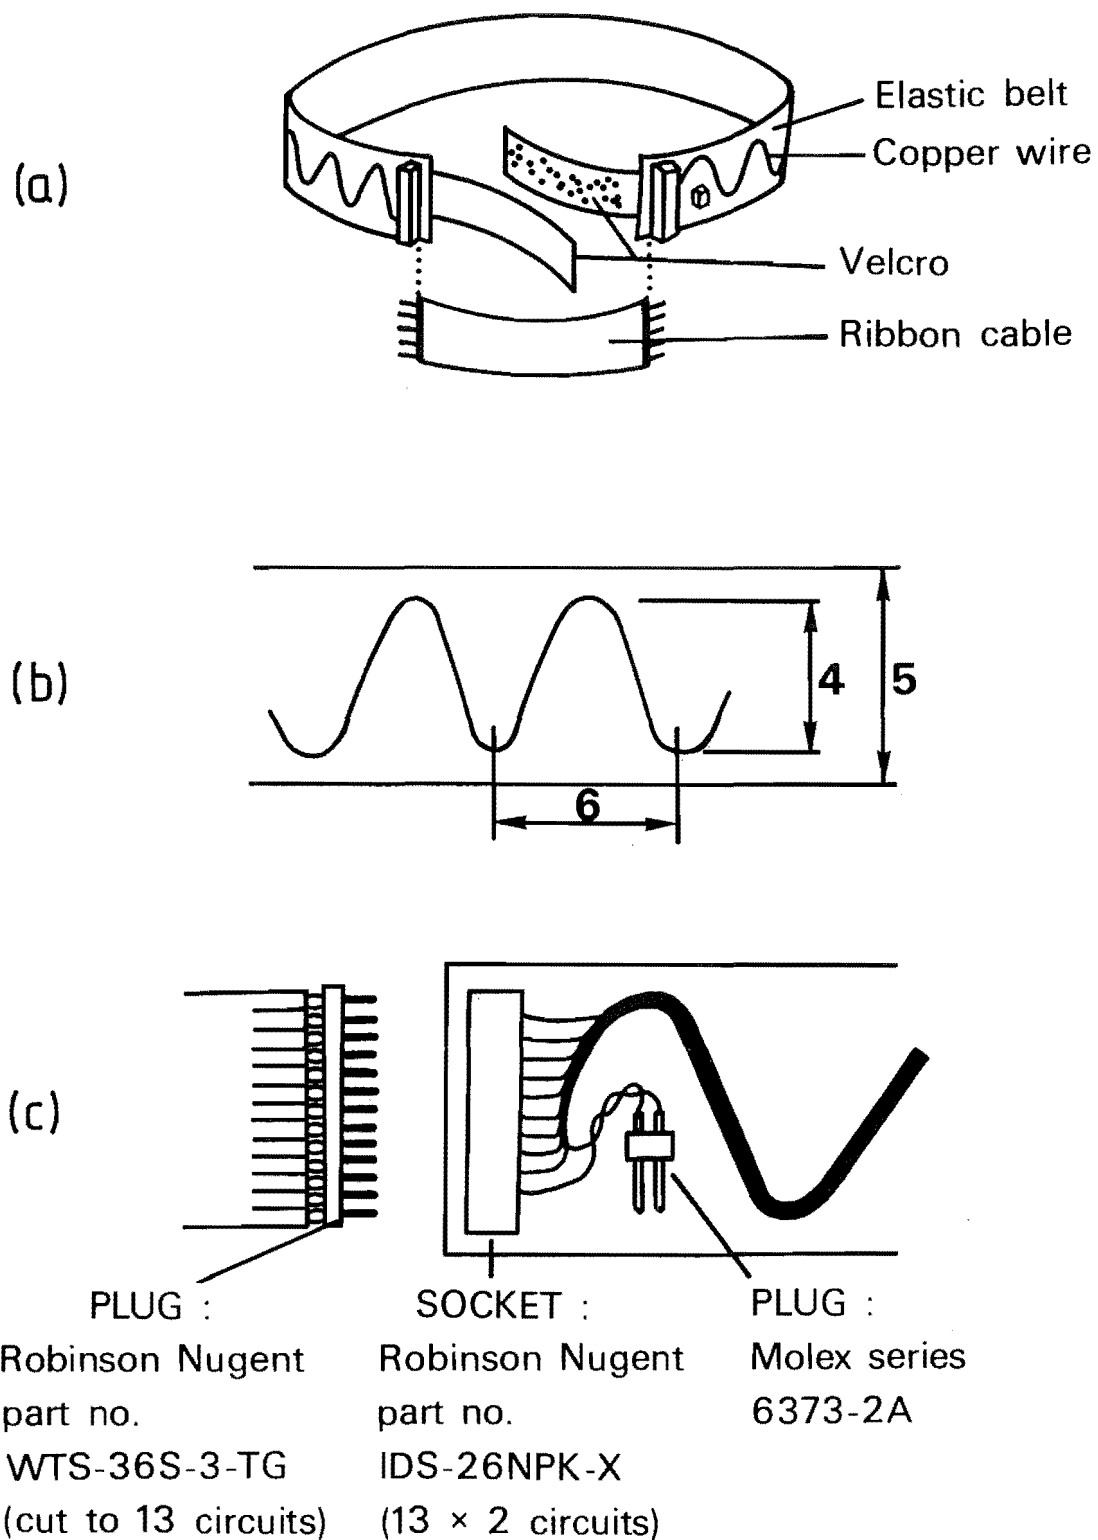 (a)
Elastic belt
Copper wire
Velcro
Ribbon cable
(b)
4
5
6
(c)
PLUG :
Robinson Nugent
part no.
WTS-36S-3-TG
(cut to 13 circuits)
SOCKET :
Robinson Nugent
part no.
IDS-26NPK-X
(13 × 2 circuits)
PLUG :
Molex series
6373-2A